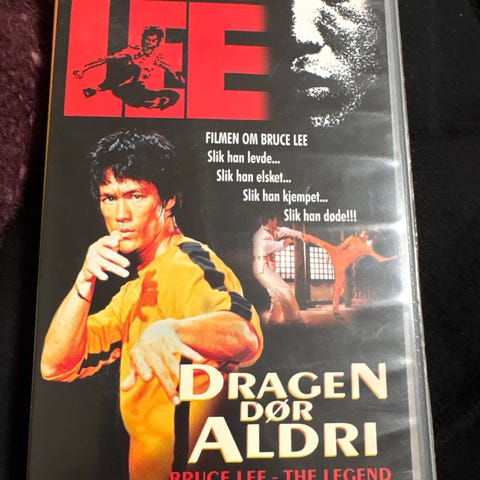 LEE
FILMEN OM BRUCE LEE
Slik han levde...
Slik han elsket...
Slik han kjempet...
Slik han døde!!!
DRAGEN
DØR
ALDRI
BRUCE LEE - THE LEGEND